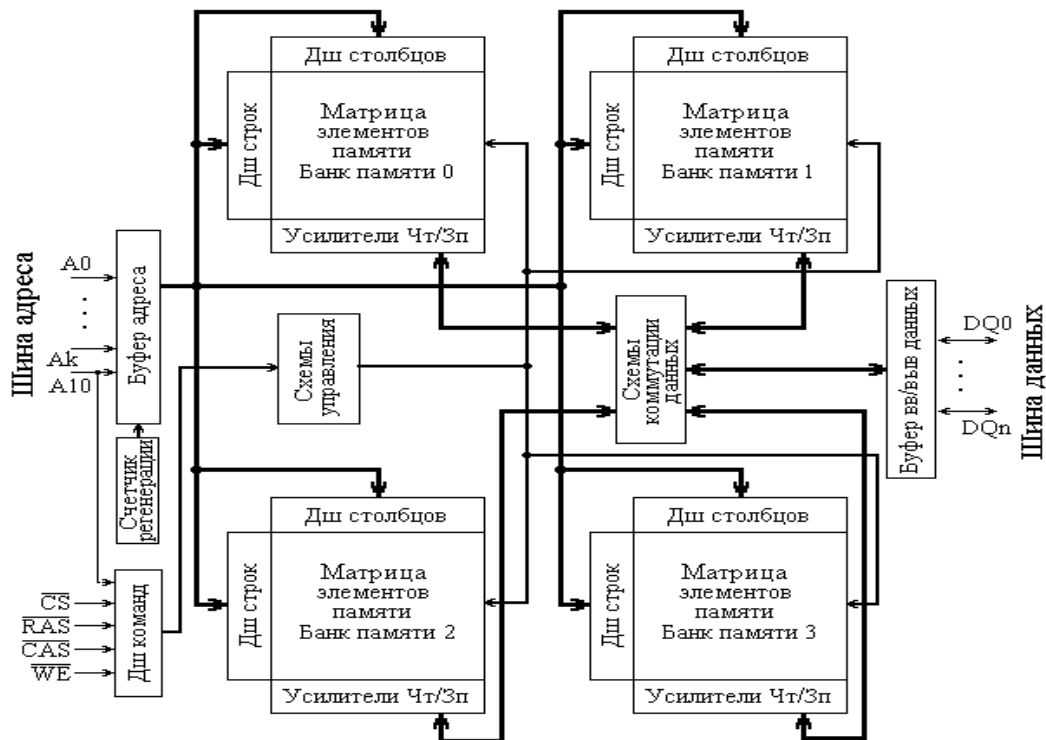 Дш столбцов
Дш строк
Матрица
элементов
памяти
Банк памяти 0
Усилители Чт/Зп
Дш столбцов
Дш строк
Матрица
элементов
памяти
Банк памяти 1
Усилители Чт/Зп
Шина адреса
A0
Ak
A10
Буфер адреса
Счетчик
регенерации
Схемы
управления
Схемы
коммутации
данных
Буфер вв/выв данных
DQ0
DQn
Шина данных
CS
RAS
CAS
WE
Дш команд
Дш столбцов
Дш строк
Матрица
элементов
памяти
Банк памяти 2
Усилители Чт/Зп
Дш столбцов
Дш строк
Матрица
элементов
памяти
Банк памяти 3
Усилители Чт/Зп